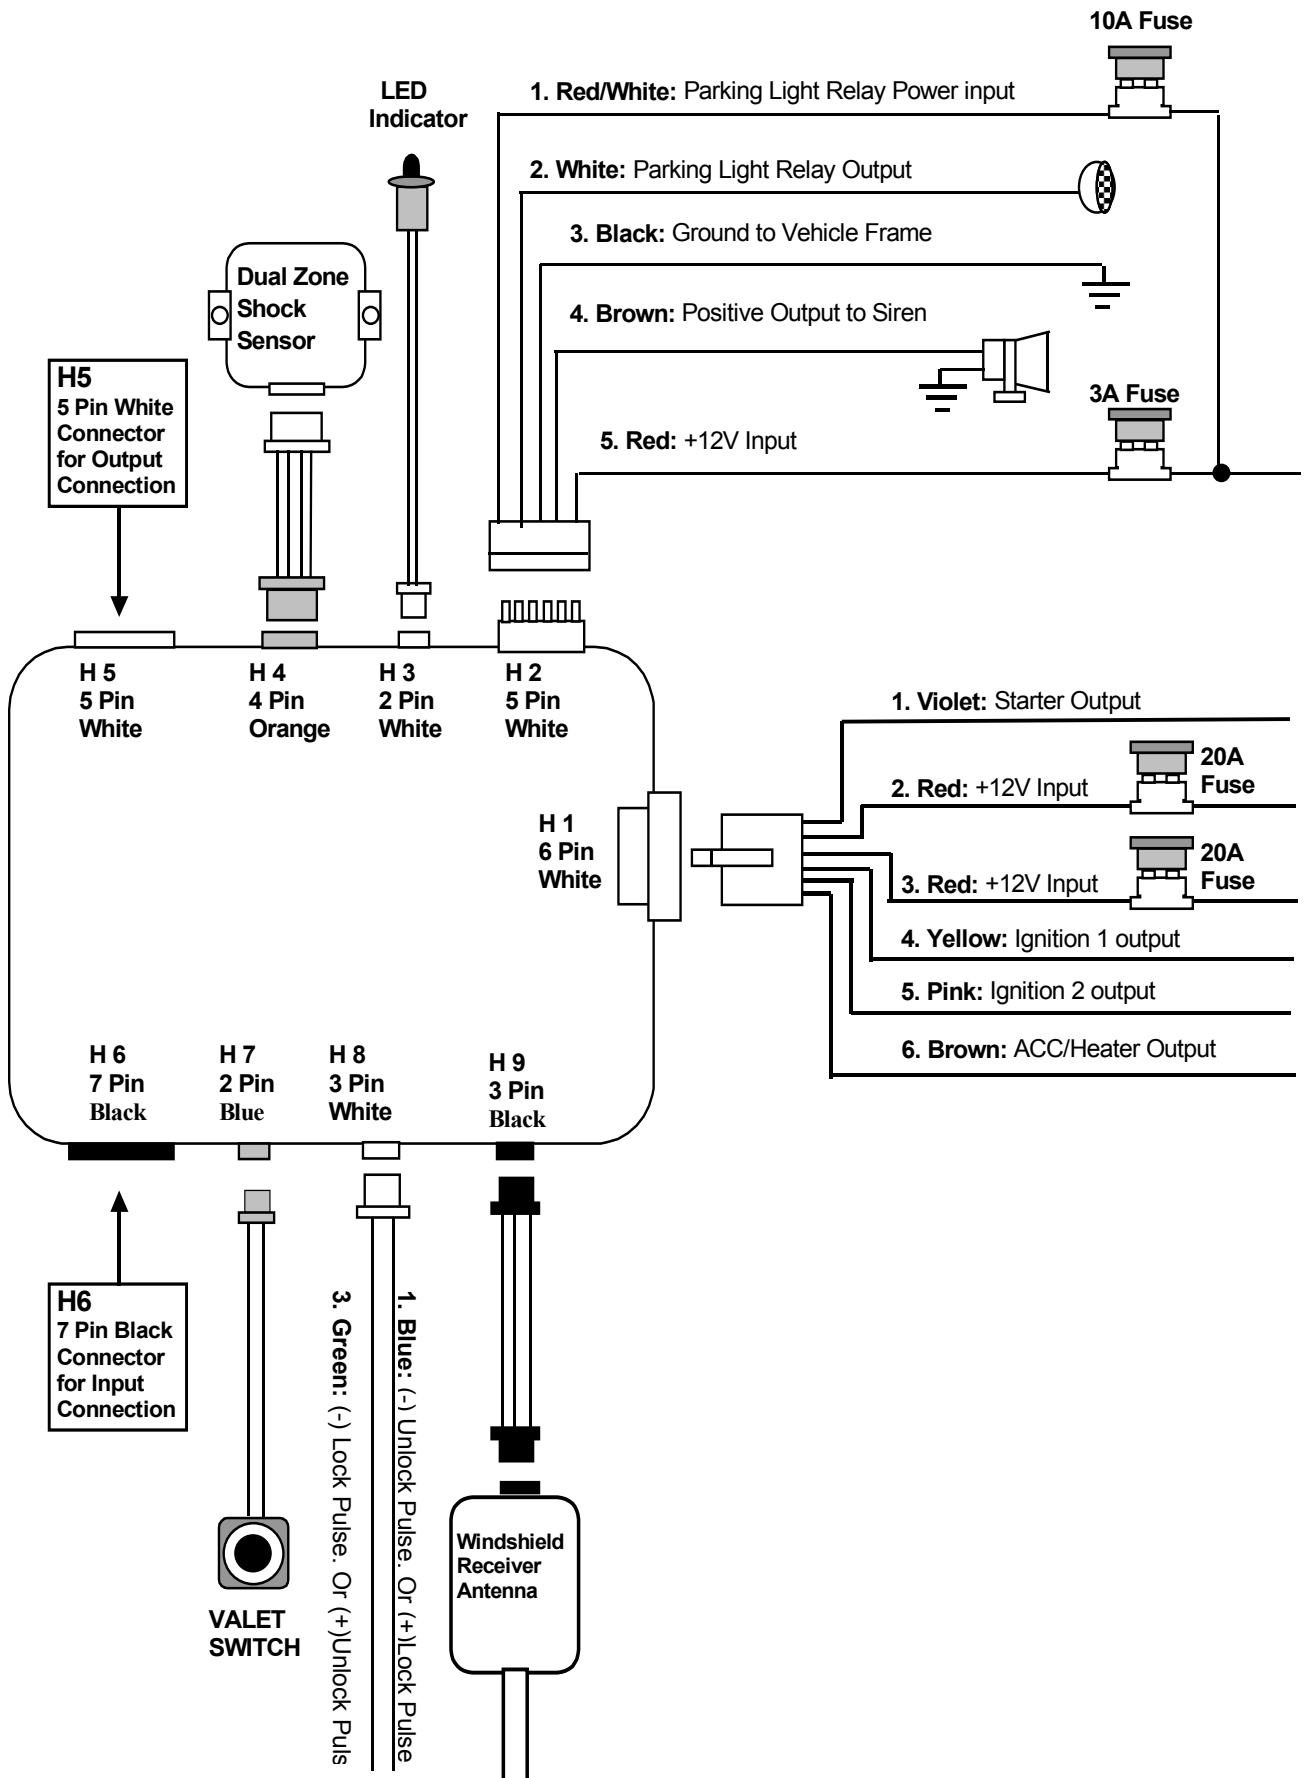 10A Fuse
LED
Indicator
1. Red/White: Parking Light Relay Power input
2. White: Parking Light Relay Output
3. Black: Ground to Vehicle Frame
4. Brown: Positive Output to Siren
3A Fuse
5. Red: +12V Input
Dual Zone
Shock
Sensor
H5
5 Pin White
Connector
for Output
Connection
H 5
5 Pin
White
H 4
4 Pin
Orange
H 3
2 Pin
White
H 2
5 Pin
White
1. Violet: Starter Output
20A
Fuse
2. Red: +12V Input
20A
Fuse
3. Red: +12V Input
4. Yellow: Ignition 1 output
5. Pink: Ignition 2 output
6. Brown: ACC/Heater Output
H 1
6 Pin
White
H 6
7 Pin
Black
H 7
2 Pin
Blue
H 8
3 Pin
White
H 9
3 Pin
Black
H6
7 Pin Black
Connector
for Input
Connection
VALET
SWITCH
3. Green: (-) Lock Pulse. Or (+)Unlock Puls
1. Blue: (-) Unlock Pulse. Or (+)Lock Pulse
Windshield
Receiver
Antenna